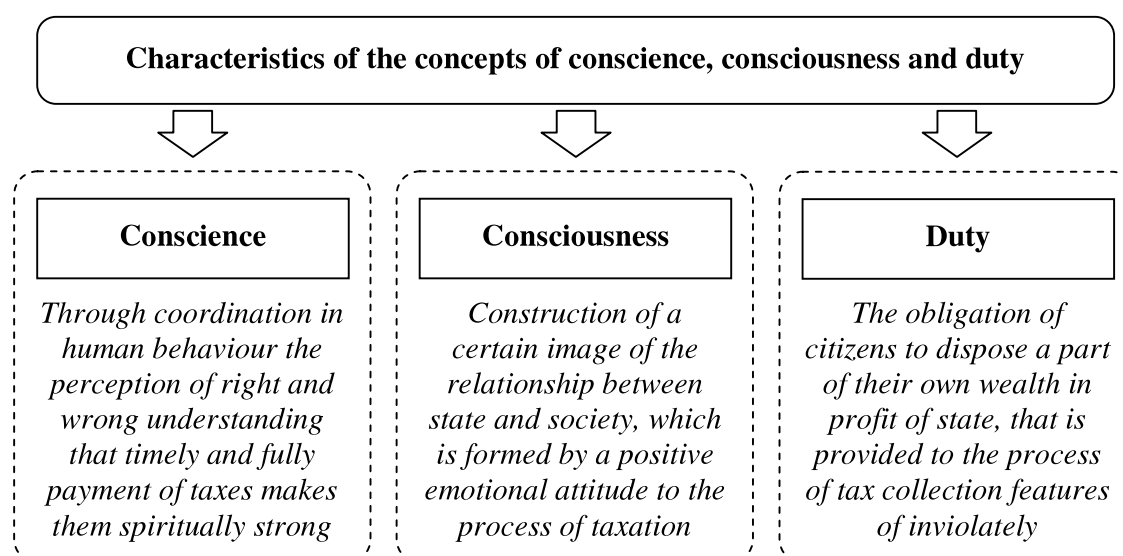 Characteristics of the concepts of conscience, consciousness and duty
Conscience
Through coordination in
human behaviour the
perception of right and
wrong understanding
that timely and fully
payment of taxes makes
them spiritually strong
Consciousness
Construction of a
certain image of the
relationship between
state and society, which
is formed by a positive
emotional attitude to the
process of taxation
Duty
The obligation of
citizens to dispose a part
of their own wealth in
profit of state, that is
provided to the process
of tax collection features
of inviolately